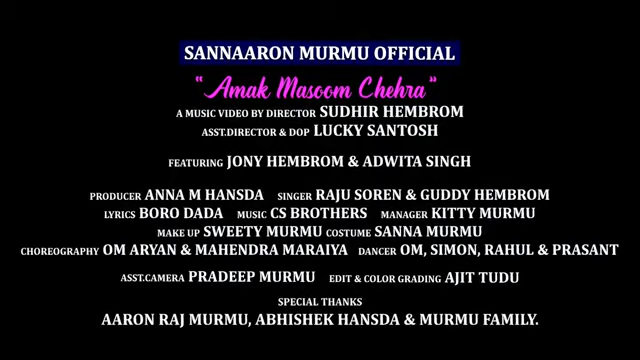 SANNAARON MURMU OFFICIAL
“Amak Masoom Chehra”
A MUSIC VIDEO BY DIRECTOR SUDHIR HEMBROM
ASST.DIRECTOR & DOP LUCKY SANTOSH
FEATURING JONY HEMBROM & ADWITA SINGH
PRODUCER ANNA M HANSDA SINGER RAJU SOREN & GUDDY HEMBROM
LYRICS BORO DADA MUSIC CS BROTHERS MANAGER KITTY MURMU
MAKE UP SWEETY MURMU COSTUME SANNA MURMU
CHOREOGRAPHY OM ARYAN & MAHENDRA MARAIYA DANCER OM, SIMON, RAHUL & PRASANT
ASST.CAMERA PRADEEP MURMU EDIT & COLOR GRADING AJIT TUDU
SPECIAL THANKS
AARON RAJ MURMU, ABHISHEK HANSDA & MURMU FAMILY.